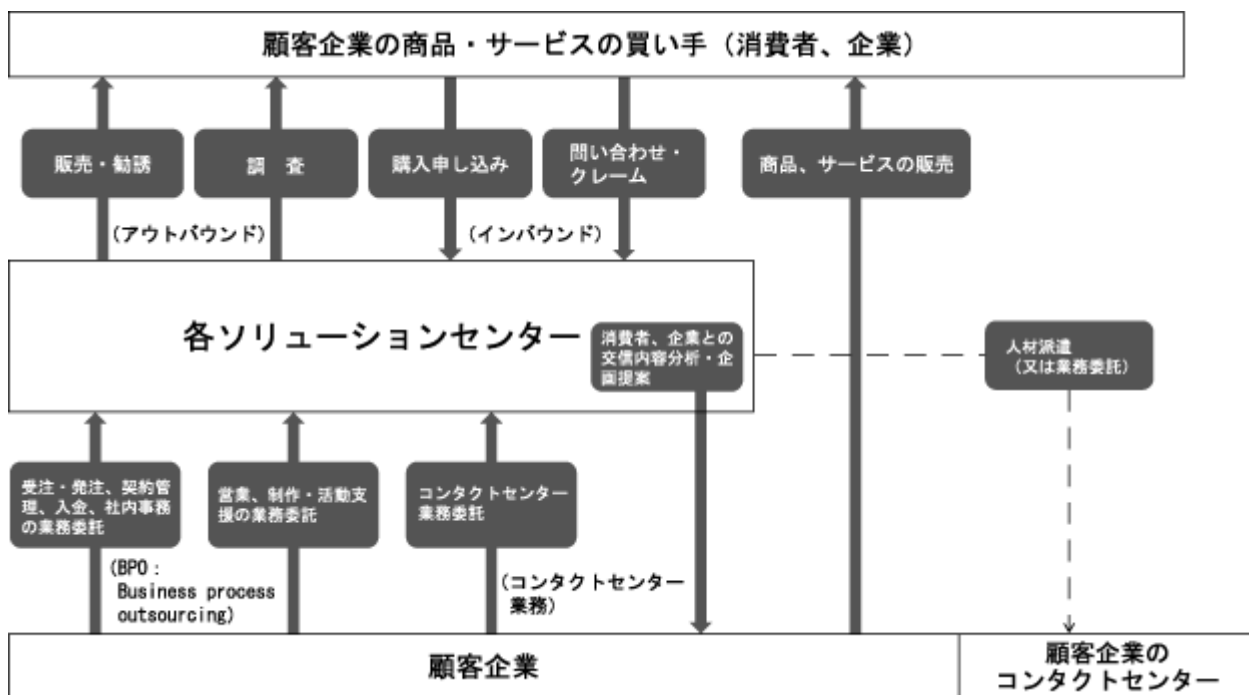 顧客企業の商品・サービスの買い手（消費者、企業）
販売・勧誘
調　査
購入申し込み
問い合わせ・
クレーム
商品、サービスの販売
（アウトバウンド）
（インバウンド）
各ソリューションセンター
消費者、企業との
交信内容分析・企
画提案
人材派遣
（又は業務委託）
受注・発注、契約管
理、入金、社内事務
の業務委託
営業、制作・活動支
援の業務委託
コンタクトセンター
業務委託
（BPO：
Business process
outsourcing）
（コンタクトセンター
業務）
顧客企業
顧客企業の
コンタクトセンター